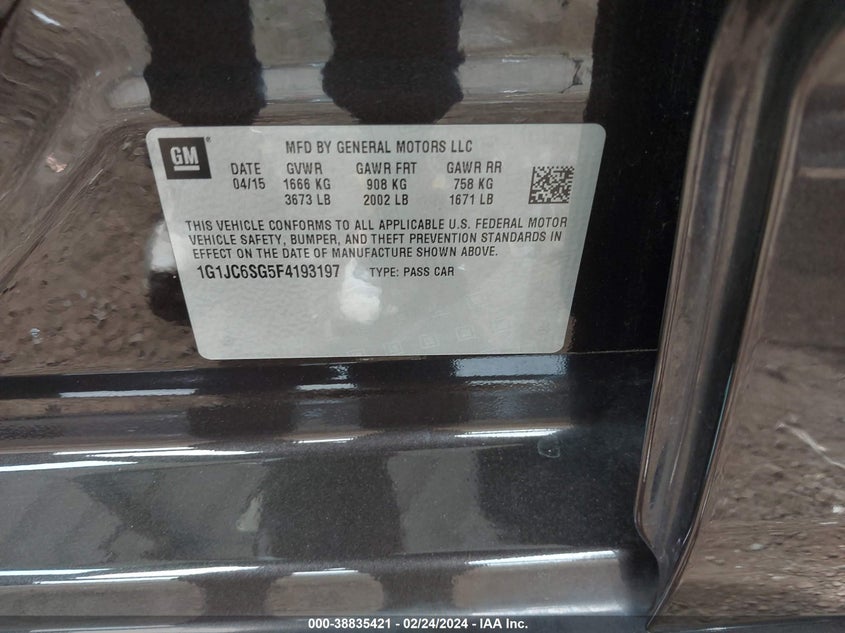 GM®
MFD BY GENERAL MOTORS LLC
DATE GVWR GAWR FRT GAWR RR
04/15 1666 KG 908 KG 758 KG
3673 LB 2002 LB 1671 LB
THIS VEHICLE CONFORMS TO ALL APPLICABLE U.S. FEDERAL MOTOR
VEHICLE SAFETY, BUMPER, AND THEFT PREVENTION STANDARDS IN
EFFECT ON THE DATE OF MANUFACTURE SHOWN ABOVE.
1G1JC6SG5F4193197 TYPE: PASS CAR
000-38835421 - 02/24/2024 - IAA Inc.